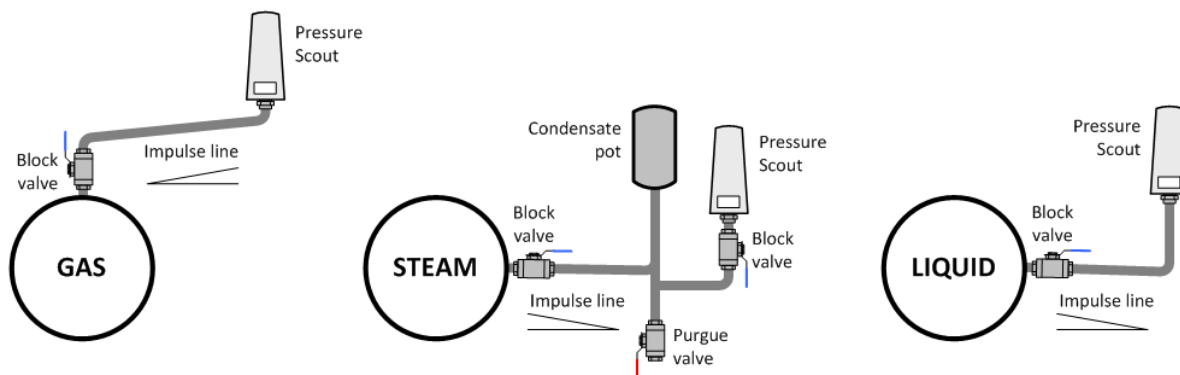 Pressure
Scout
Block
valve
Impulse line
GAS
Condensate
pot
Pressure
Scout
Block
valve
Block
valve
STEAM
Impulse line
Purgue
valve
Pressure
Scout
Block
valve
LIQUID
Impulse line